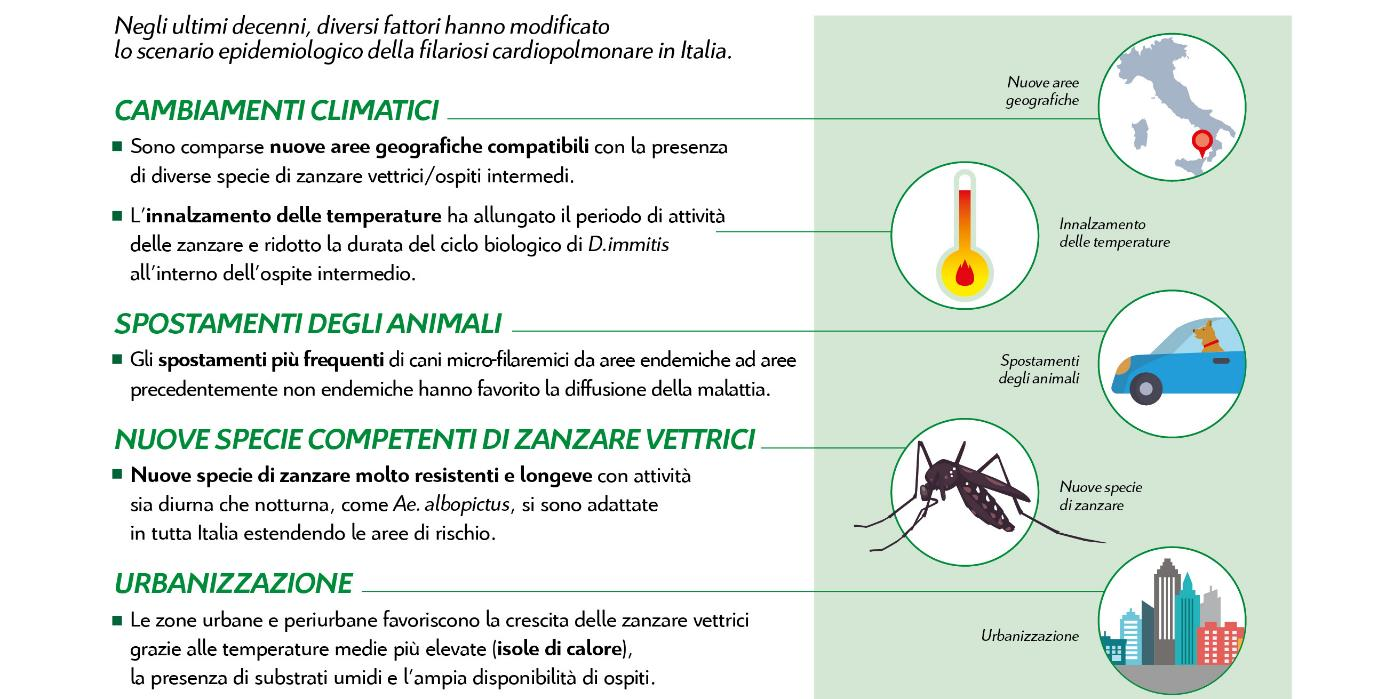 Negli ultimi decenni, diversi fattori hanno modificato
lo scenario epidemiologico della filariosi cardiopolmonare in Italia.
CAMBIAMENTI CLIMATICI
■ Sono comparse nuove aree geografiche compatibili con la presenza
di diverse specie di zanzare vettrici/ospiti intermedi.
■ L'innalzamento delle temperature ha allungato il periodo di attività
delle zanzare e ridotto la durata del ciclo biologico di D.immitis
all'interno dell'ospite intermedio.
SPOSTAMENTI DEGLI ANIMALI
■ Gli spostamenti più frequenti di cani micro-filaremici da aree endemiche ad aree
precedentemente non endemiche hanno favorito la diffusione della malattia.
NUOVE SPECIE COMPETENTI DI ZANZARE VETTRICI
■ Nuove specie di zanzare molto resistenti e longeve con attività
sia diurna che notturna, come Ae. albopictus, si sono adattate
in tutta Italia estendendo le aree di rischio.
URBANIZZAZIONE
■ Le zone urbane e periurbane favoriscono la crescita delle zanzare vettrici
grazie alle temperature medie più elevate (isole di calore),
la presenza di substrati umidi e l'ampia disponibilità di ospiti.
Nuove aree
geografiche
Innalzamento
delle temperature
Spostamenti
degli animali
Nuove specie
di zanzare
Urbanizzazione